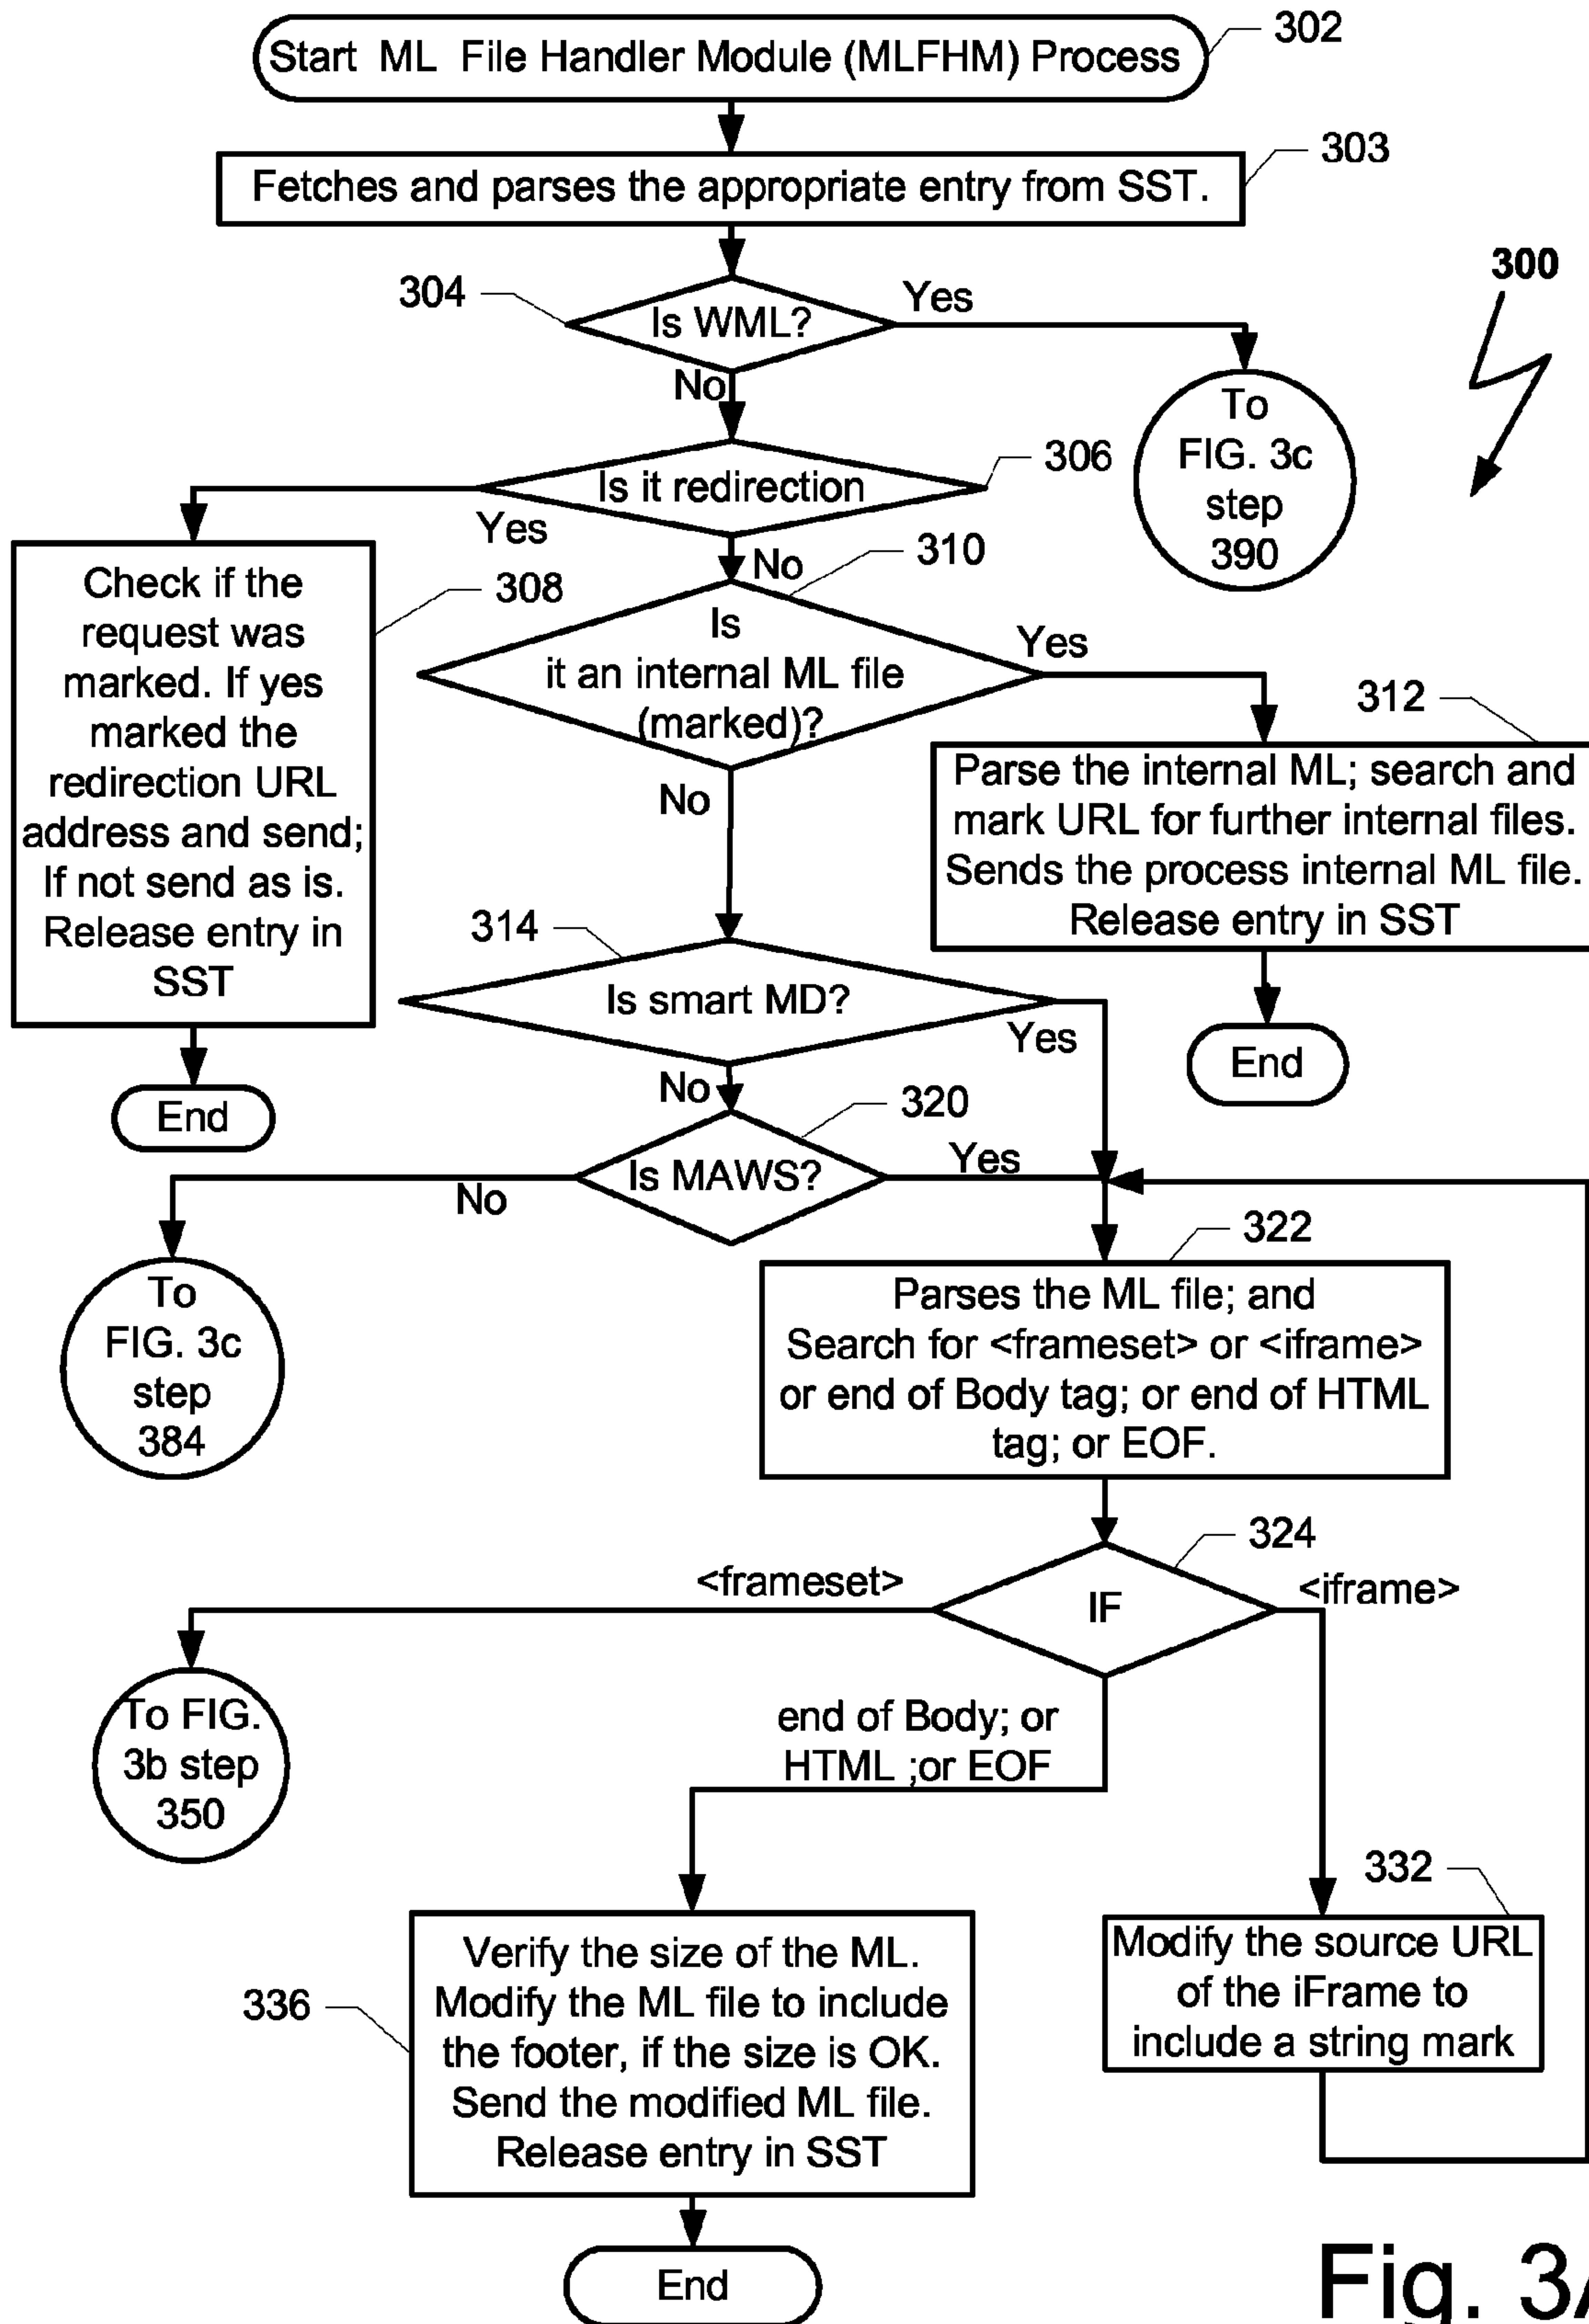 Start ML File Handler Module (MLFHM) Process
302
303
Fetches and parses the appropriate entry from SST.
300
304
Is WML?
Yes
No
To
FIG. 3c
step
390
Is it redirection
306
Yes
No
310
Check if the
request was
marked. If yes
marked the
redirection URL
address and send;
If not send as is.
Release entry in
SST
308
End
Is
it an internal ML file
(marked)?
Yes
No
312
Parse the internal ML; search and
mark URL for further internal files.
Sends the process internal ML file.
Release entry in SST
End
314
Is smart MD?
Yes
No
320
Is MAWS?
Yes
No
To
FIG. 3c
step
384
322
Parses the ML file; and
Search for <frameset> or <iframe>
or end of Body tag; or end of HTML
tag; or EOF.
324
IF
<frameset>
<iframe>
To FIG.
3b step
350
end of Body; or
HTML ;or EOF
332
Modify the source URL
of the iFrame to
include a string mark
336
Verify the size of the ML.
Modify the ML file to include
the footer, if the size is OK.
Send the modified ML file.
Release entry in SST
End
Fig.